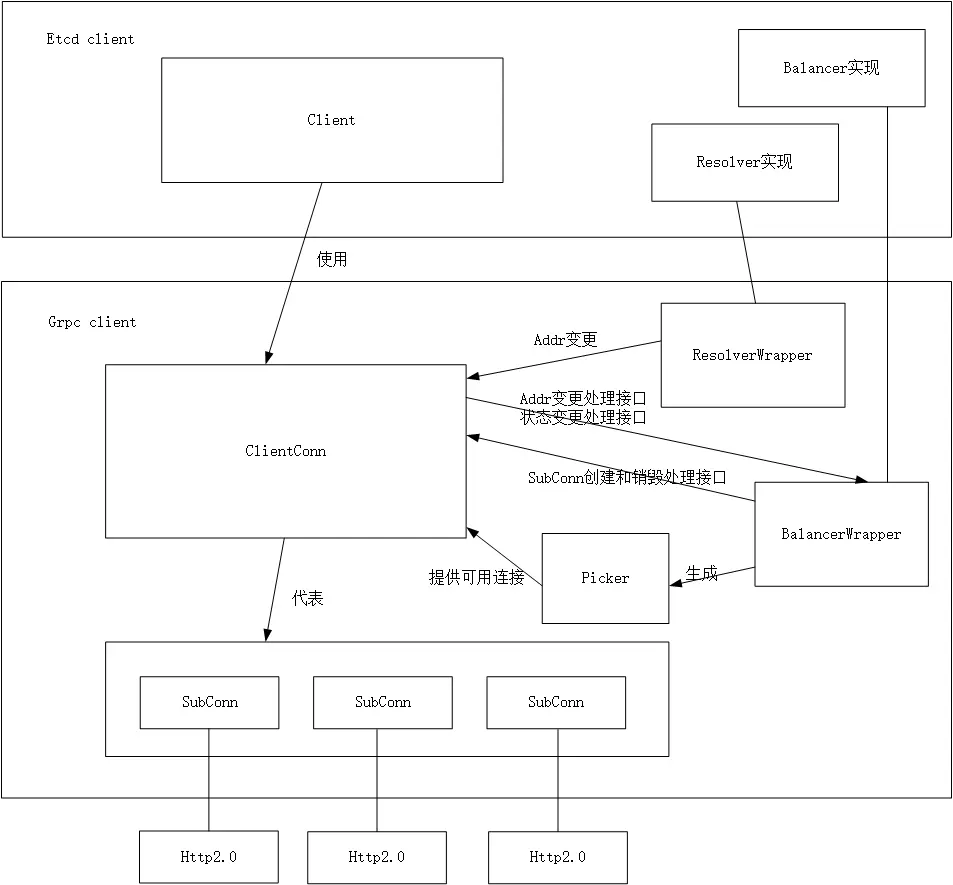 Etcd client
Balancer实现
Client
Resolver实现
使用
Grpc client
Addr变更
ResolverWrapper
Addr变更处理接口
状态变更处理接口
ClientConn
SubConn创建和销毁处理接口
BalancerWrapper
提供可用连接
Picker
生成
代表
SubConn
SubConn
SubConn
Http2.0
Http2.0
Http2.0